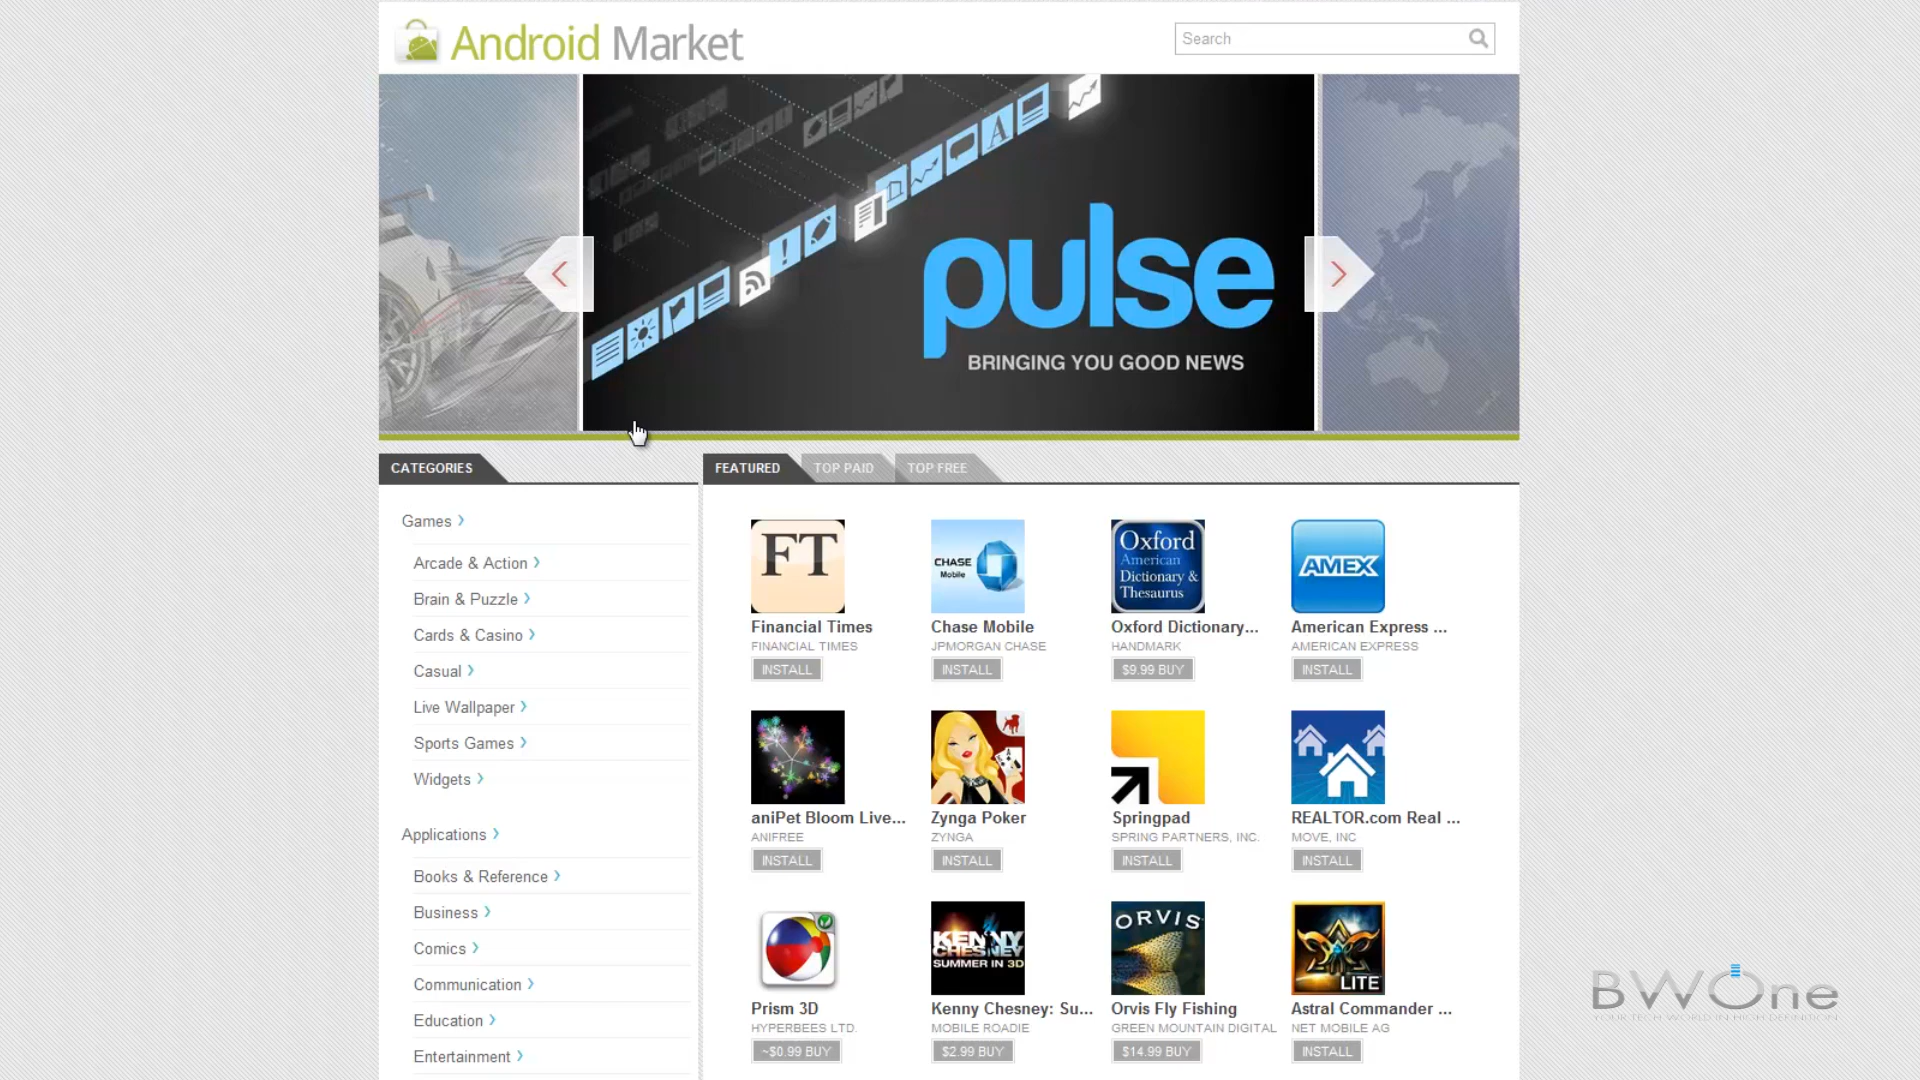 Android Market
Search
pulse
BRINGING YOU GOOD NEWS
CATEGORIES
FEATURED
TOP PAID
TOP FREE
Games
Arcade & Action
Brain & Puzzle
Cards & Casino
Casual
Live Wallpaper
Sports Games
Widgets
Applications
Books & Reference
Business
Comics
Communication
Education
Entertainment
FT
Financial Times
FINANCIAL TIMES
INSTALL
CHASE
Mobile
Chase Mobile
JPMORGAN CHASE
INSTALL
Oxford
American
Dictionary &
Thesaurus
Oxford Dictionary...
HANDMARK
$9.99 BUY
AMEX
American Express ...
AMERICAN EXPRESS
INSTALL
aniPet Bloom Live...
ANIFREE
INSTALL
A
Zynga Poker
ZYNGA
INSTALL
Springpad
SPRING PARTNERS, INC.
INSTALL
REALTOR.com Real ...
MOVE, INC
INSTALL
Prism 3D
HYPERBEES LTD.
~$0.99 BUY
KENNY
CHESNEY
SUMMER IN 3D
Kenny Chesney: Su...
MOBILE ROADIE
$2.99 BUY
ORVIS
Orvis Fly Fishing
GREEN MOUNTAIN DIGITAL
$14.99 BUY
LITE
Astral Commander ...
NET MOBILE AG
INSTALL
BWOne
YOUR TECH WORLD IN HIGH DEFINITION